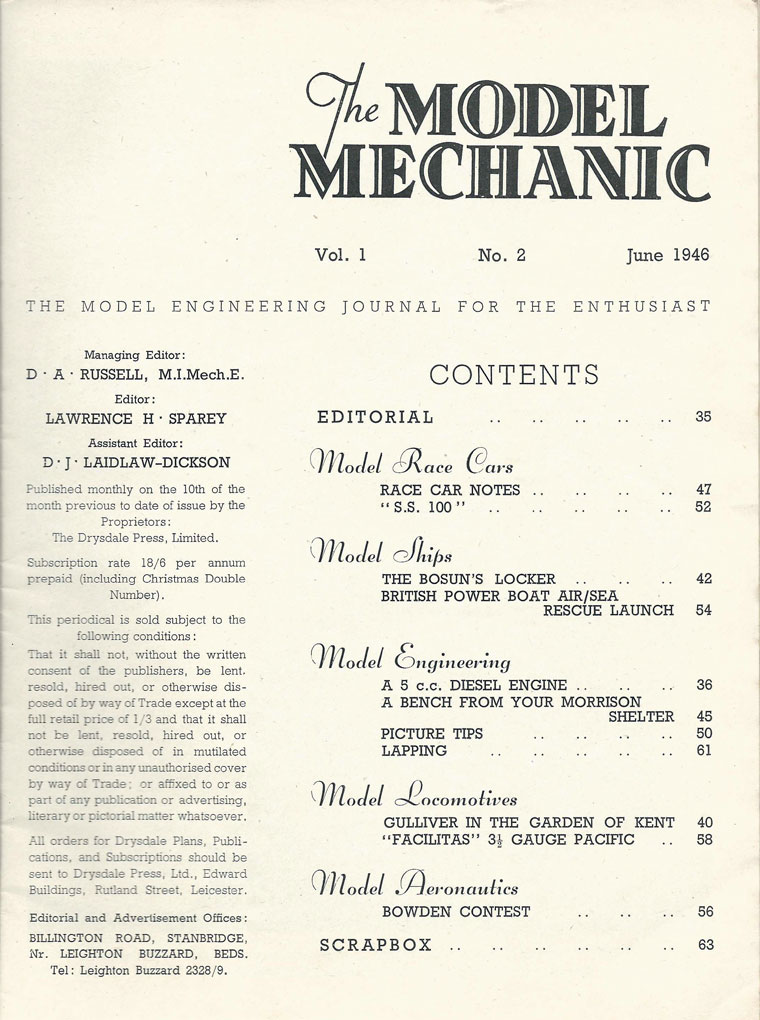 The MODEL
MECHANIC
Vol. 1 No. 2 June 1946
THE MODEL ENGINEERING JOURNAL FOR THE ENTHUSIAST
Managing Editor:
D · A · RUSSELL, M.I.Mech.E.
Editor:
LAWRENCE H · SPAREY
Assistant Editor:
D · J · LAIDLAW-DICKSON
Published monthly on the 10th of the
month previous to date of issue by the
Proprietors:
The Drysdale Press, Limited.
Subscription rate 18/6 per annum
prepaid (including Christmas Double
Number).
This periodical is sold subject to the
following conditions:
That it shall not, without the written
consent of the publishers, be lent,
resold, hired out, or otherwise dis-
posed of by way of Trade except at the
full retail price of 1/3 and that it shall
not be lent, resold, hired out, or
otherwise disposed of in mutilated
conditions or in any unauthorised cover
by way of Trade; or affixed to or as
part of any publication or advertising,
literary or pictorial matter whatsoever.
All orders for Drysdale Plans, Publi-
cations, and Subscriptions should be
sent to Drysdale Press, Ltd., Edward
Buildings, Rutland Street, Leicester.
Editorial and Advertisement Offices:
BILLINGTON ROAD, STANBRIDGE,
Nr. LEIGHTON BUZZARD, BEDS.
Tel: Leighton Buzzard 2328/9.
CONTENTS
EDITORIAL .. .. .. .. .. 35
Model Race Cars
RACE CAR NOTES .. .. .. .. 47
"S.S. 100" .. .. .. .. .. 52
Model Ships
THE BOSUN'S LOCKER .. .. .. 42
BRITISH POWER BOAT AIR/SEA
RESCUE LAUNCH 54
Model Engineering
A 5 c.c. DIESEL ENGINE .. .. .. 36
A BENCH FROM YOUR MORRISON
SHELTER 45
PICTURE TIPS .. .. .. .. 50
LAPPING .. .. .. .. .. 61
Model Locomotives
GULLIVER IN THE GARDEN OF KENT 40
"FACILITAS" 3½ GAUGE PACIFIC .. 58
Model Aeronautics
BOWDEN CONTEST .. .. .. 56
SCRAPBOX .. .. .. .. .. .. 63